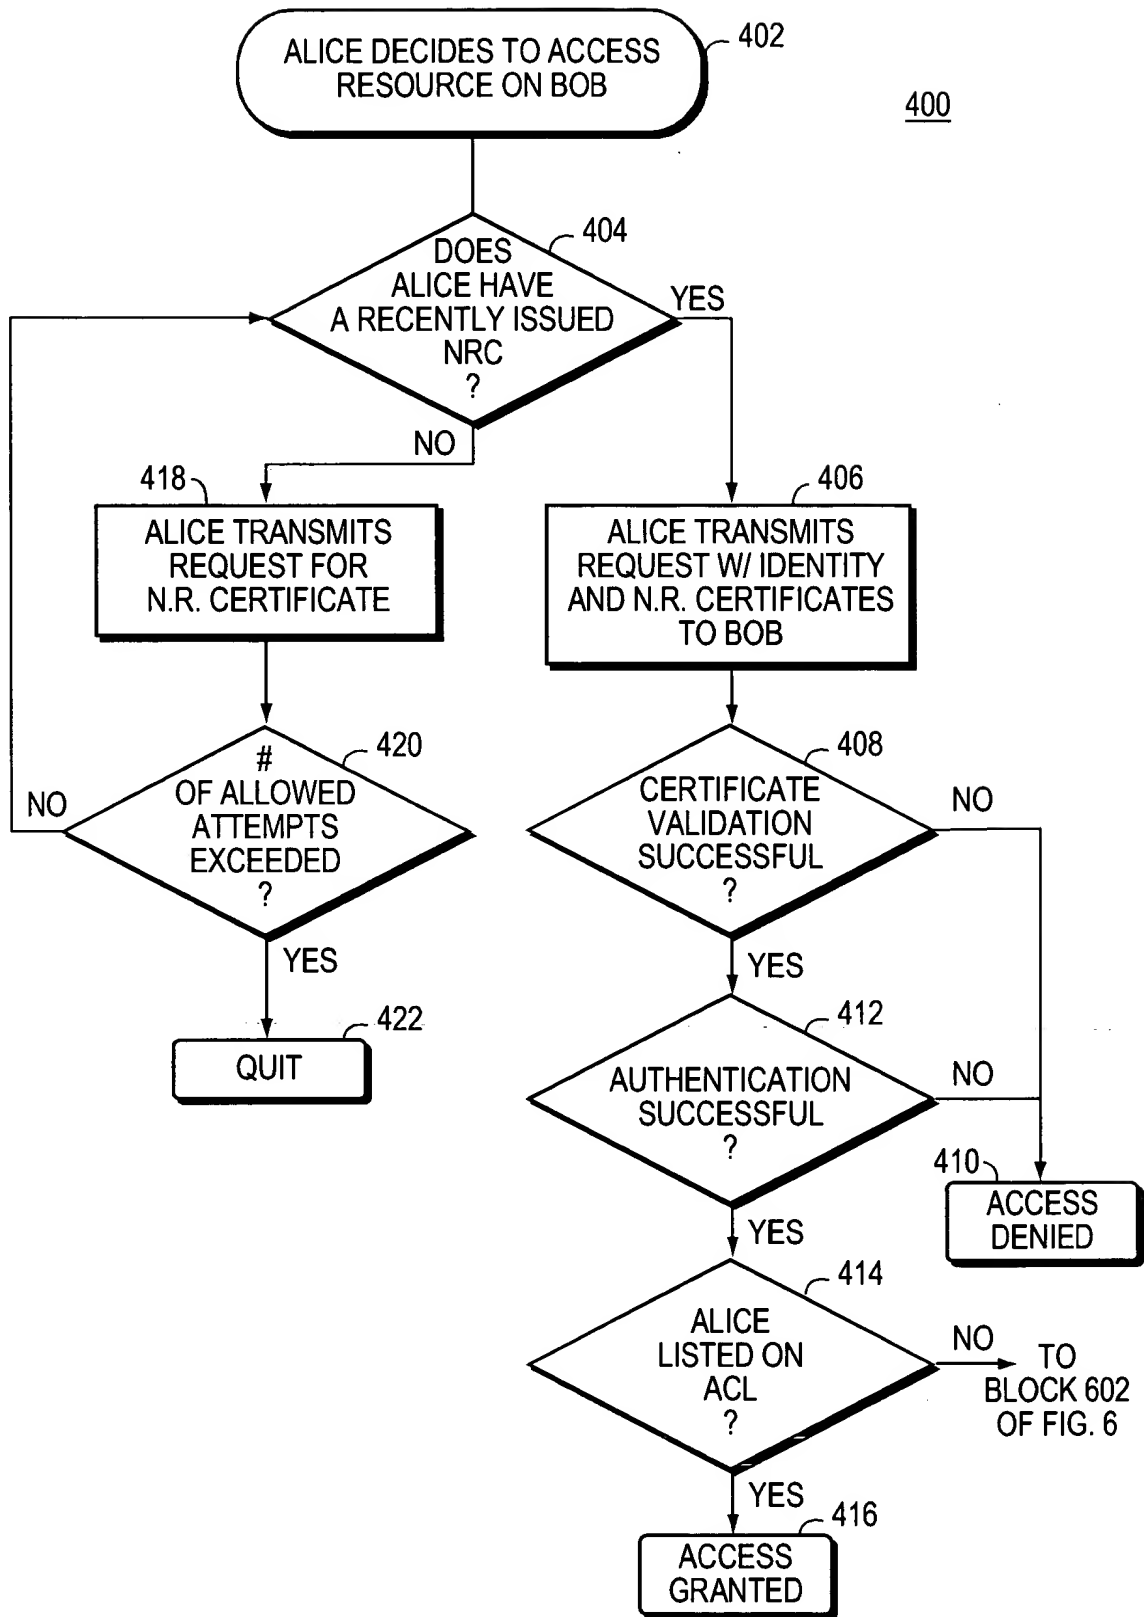 ALICE DECIDES TO ACCESS
RESOURCE ON BOB
402
400
404
DOES
ALICE HAVE
A RECENTLY ISSUED
NRC
?
YES
NO
418
ALICE TRANSMITS
REQUEST FOR
N.R. CERTIFICATE
406
ALICE TRANSMITS
REQUEST W/ IDENTITY
AND N.R. CERTIFICATES
TO BOB
420
#
OF ALLOWED
ATTEMPTS
EXCEEDED
?
NO
YES
422
QUIT
408
CERTIFICATE
VALIDATION
SUCCESSFUL
?
NO
YES
412
AUTHENTICATION
SUCCESSFUL
?
NO
YES
410
ACCESS
DENIED
414
ALICE
LISTED ON
ACL
?
NO
TO
BLOCK 602
OF FIG. 6
YES
416
ACCESS
GRANTED